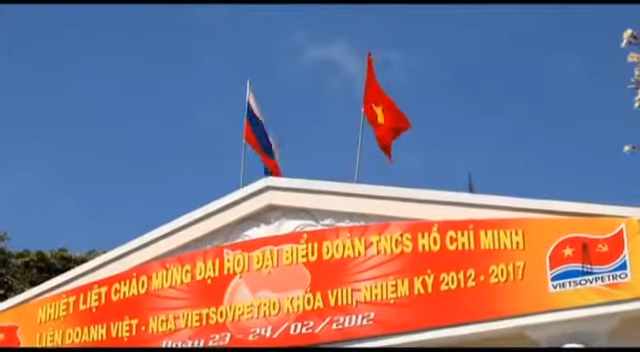 NHIỆT LIỆT CHÀO MỪNG ĐẠI HỘI ĐẠI BIỂU ĐOÀN TNCS HỒ CHÍ MINH
LIÊN DOANH VIỆT - NGA VIETSOVPETRO KHÓA VIII, NHIỆM KỲ 2012 - 2017
Ngày 23 - 24/02/2012
VIETSOVPETRO